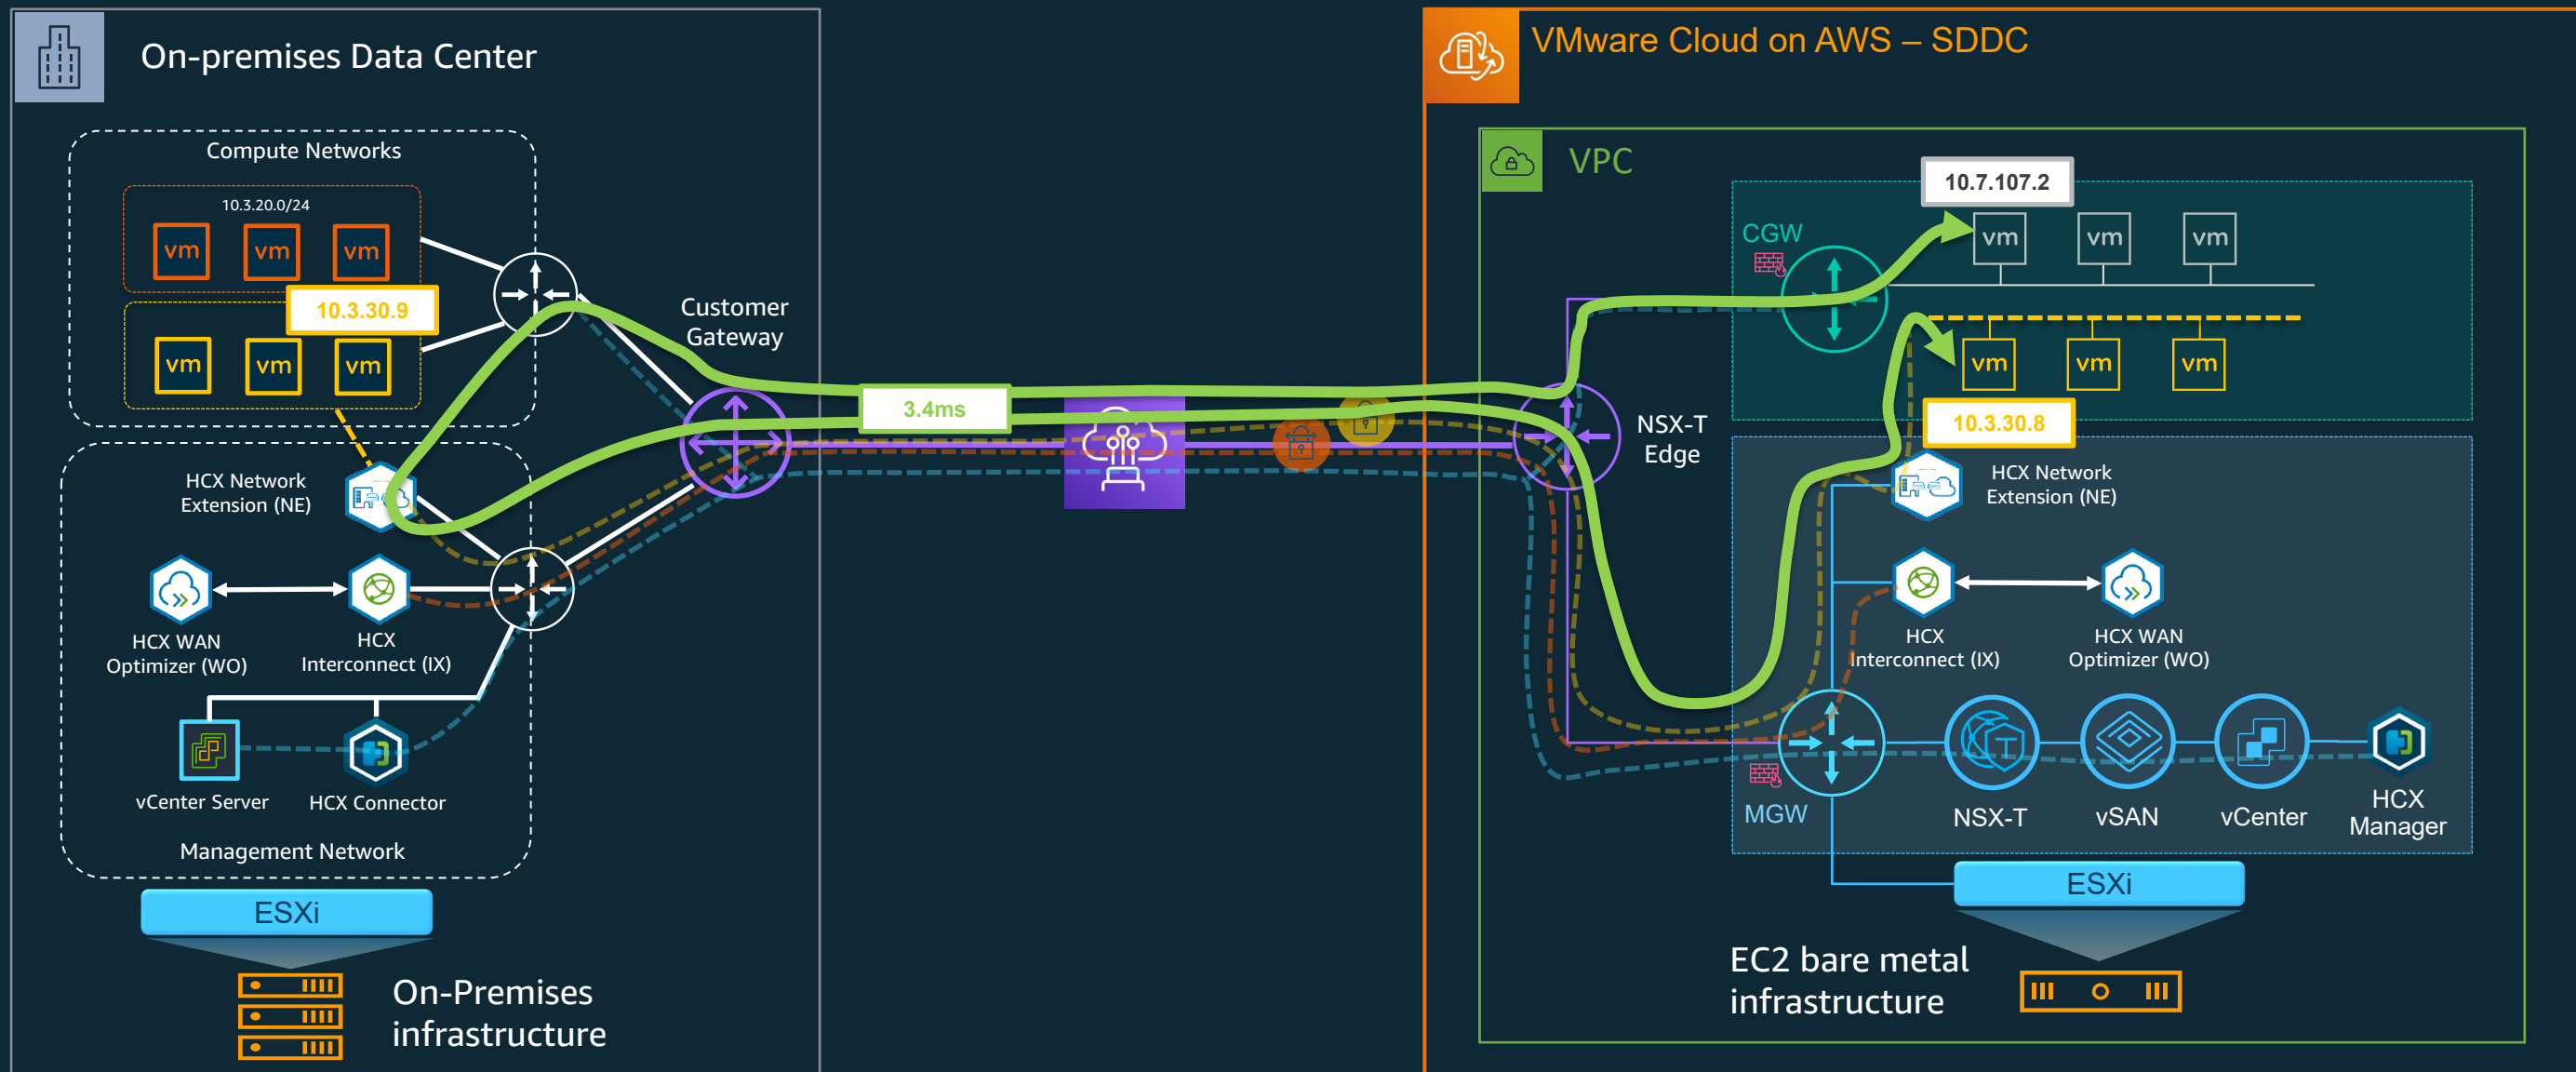 On-premises Data Center
Compute Networks
10.3.20.0/24
vm
vm
vm
10.3.30.9
vm
vm
vm
HCX Network
Extension (NE)
HCX WAN
Optimizer (WO)
HCX
Interconnect (IX)
vCenter Server
HCX Connector
Management Network
ESXi
On-Premises
infrastructure
Customer
Gateway
3.4ms
VMware Cloud on AWS – SDDC
VPC
NSX-T
Edge
CGW
10.7.107.2
vm
vm
vm
vm
vm
vm
10.3.30.8
HCX Network
Extension (NE)
HCX
Interconnect (IX)
HCX WAN
Optimizer (WO)
MGW
T
NSX-T
vSAN
vCenter
HCX
Manager
ESXi
EC2 bare metal
infrastructure